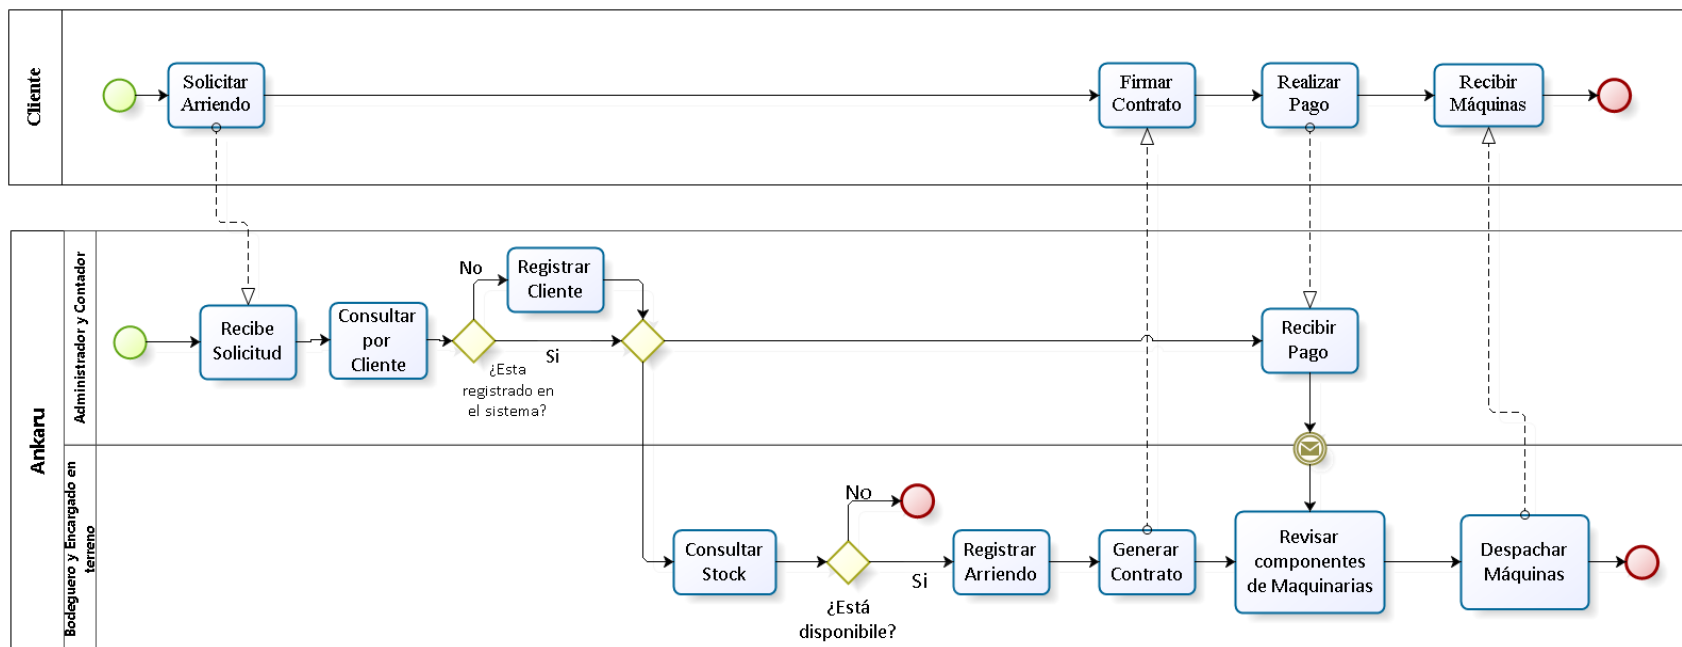 Cliente
Solicitar
Arriendo
Firmar
Contrato
Realizar
Pago
Recibir
Máquinas
Ankaru
Administrador y Contador
Recibe
Solicitud
Consultar
por
Cliente
No
Registrar
Cliente
Si
¿Esta
registrado en
el sistema?
Recibir
Pago
Bodeguero y Encargado en
terreno
Consultar
Stock
No
Si
¿Está
disponibile?
Registrar
Arriendo
Generar
Contrato
Revisar
componentes
de Maquinarias
Despachar
Máquinas